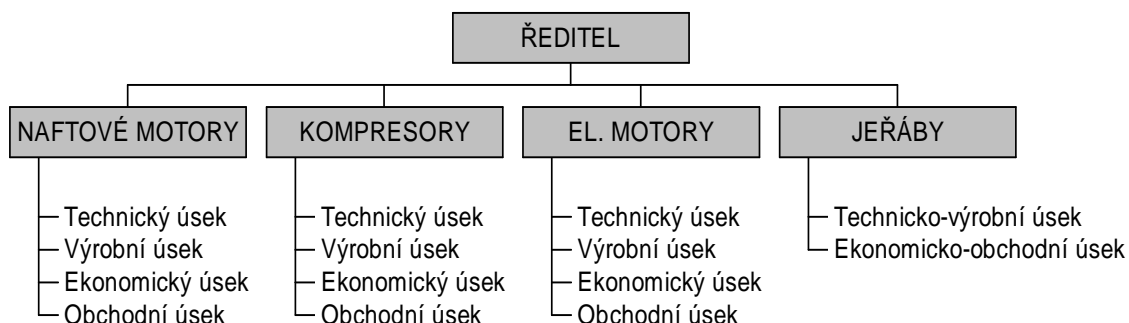 ŘEDITEL
NAFTOVÉ MOTORY
KOMPRESORY
EL. MOTORY
JEŘÁBY
Technický úsek
Výrobní úsek
Ekonomický úsek
Obchodní úsek
Technický úsek
Výrobní úsek
Ekonomický úsek
Obchodní úsek
Technický úsek
Výrobní úsek
Ekonomický úsek
Obchodní úsek
Technicko-výrobní úsek
Ekonomicko-obchodní úsek